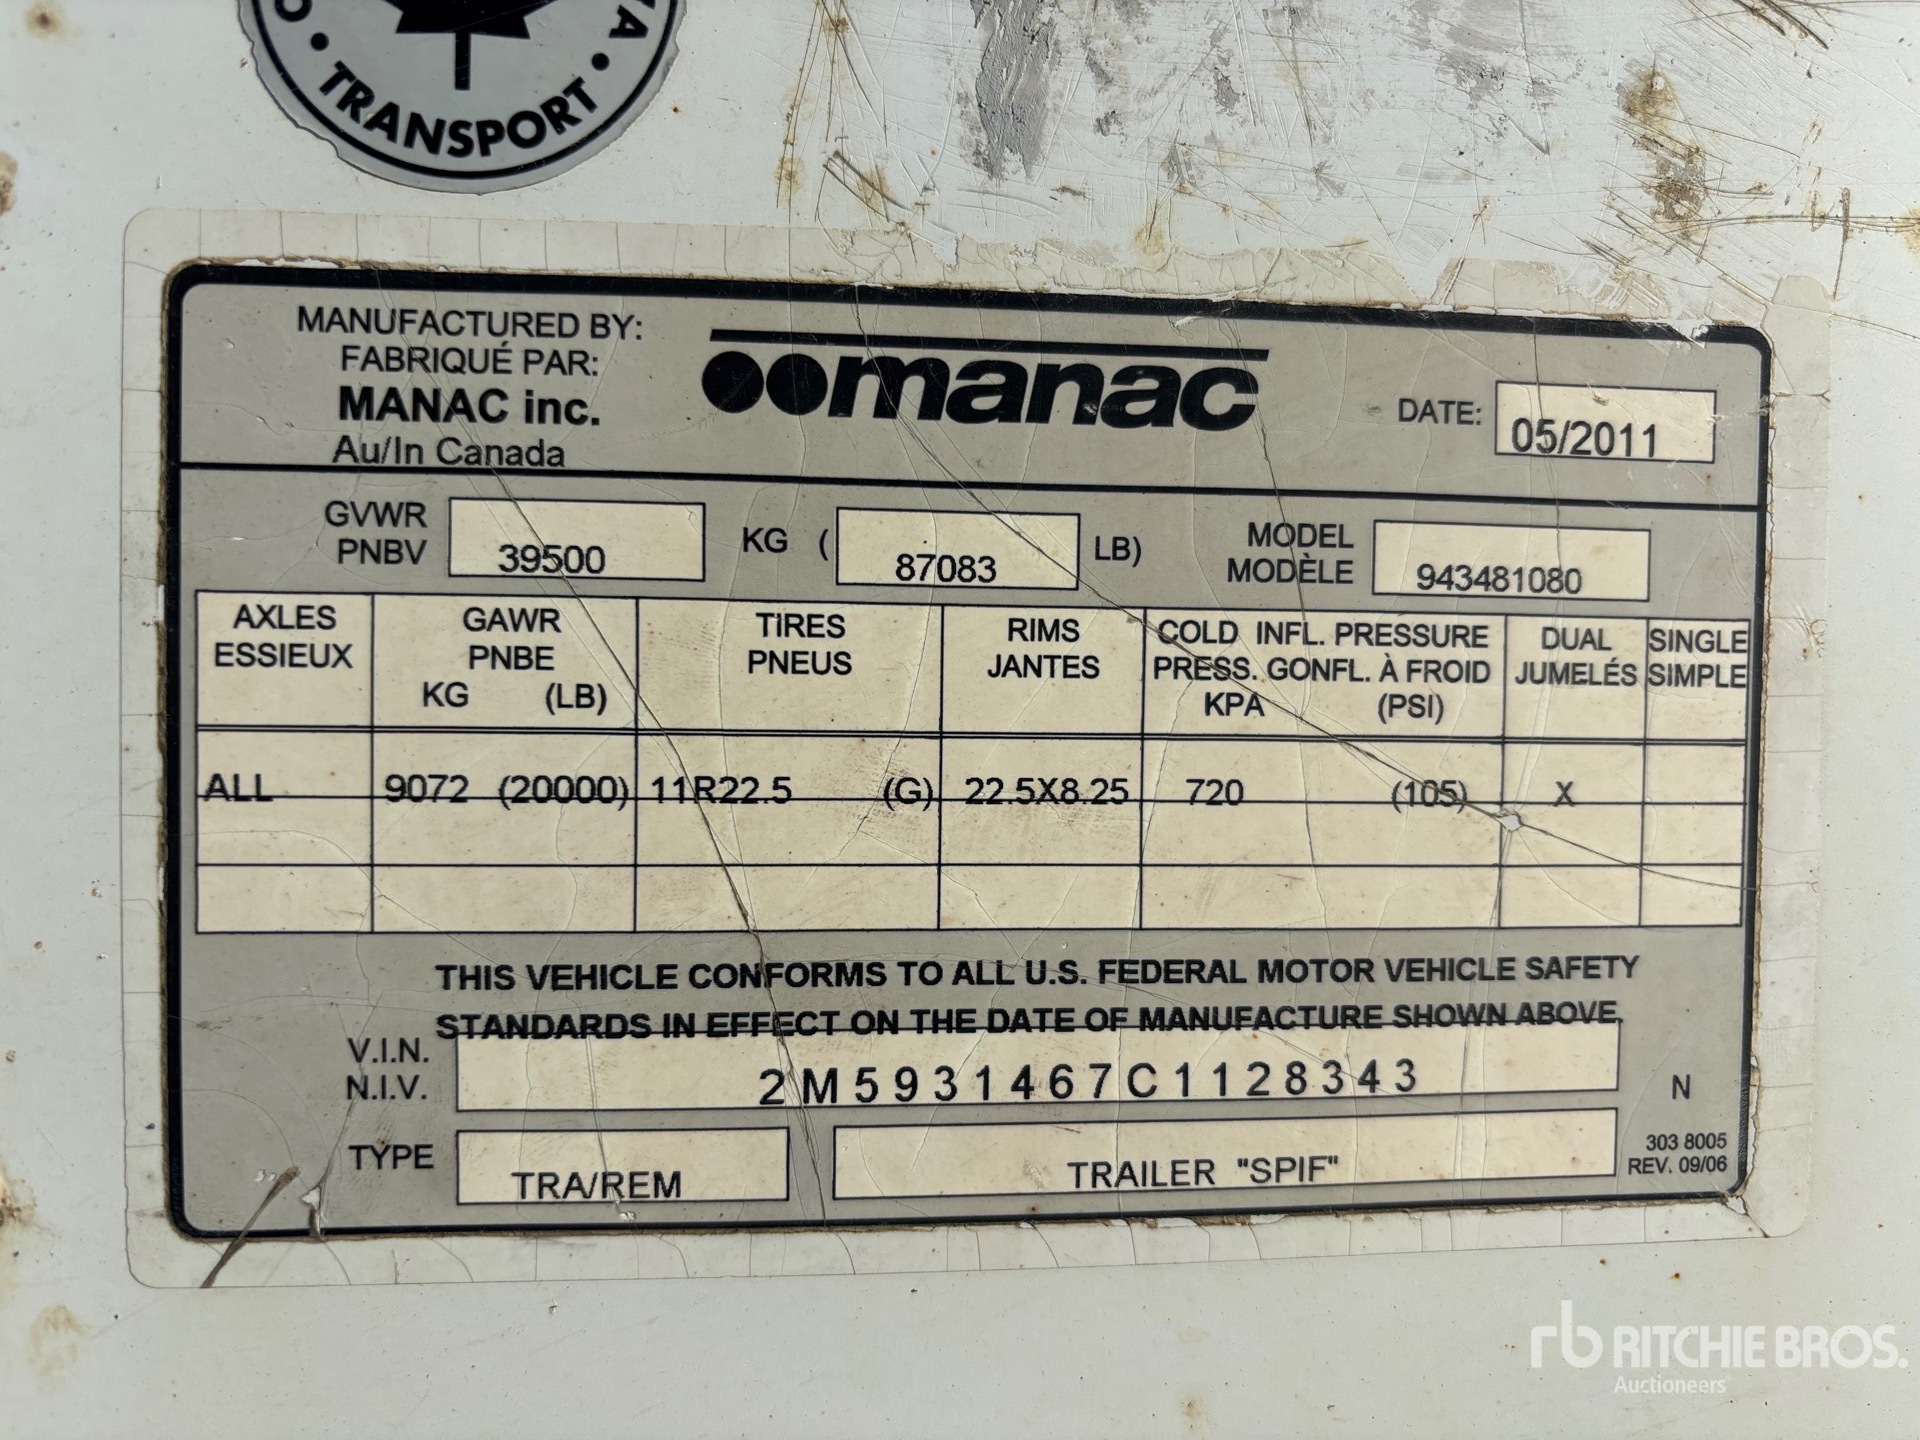 TRANSPORT
MANUFACTURED BY:
FABRIQUÉ PAR:
MANAC inc.
Au/In Canada
manac
DATE: 05/2011
GVWR
PNBV
39500 KG ( 87083 LB)
MODEL
MODÈLE
943481080
AXLES
ESSIEUX
GAWR
PNBE
KG (LB)
TIRES
PNEUS
RIMS
JANTES
COLD INFL. PRESSURE
PRESS. GONFL. À FROID
KPA (PSI)
DUAL
JUMELÉS
SINGLE
SIMPLE
ALL 9072 (20000) 11R22.5 (G) 22.5X8.25 720 (105) X
THIS VEHICLE CONFORMS TO ALL U.S. FEDERAL MOTOR VEHICLE SAFETY
STANDARDS IN EFFECT ON THE DATE OF MANUFACTURE SHOWN ABOVE.
V.I.N.
N.I.V.
2M5931467C1128343
N
TYPE TRA/REM TRAILER "SPIF"
303 8005
REV. 09/06
rb RITCHIE BROS.
Auctioneers